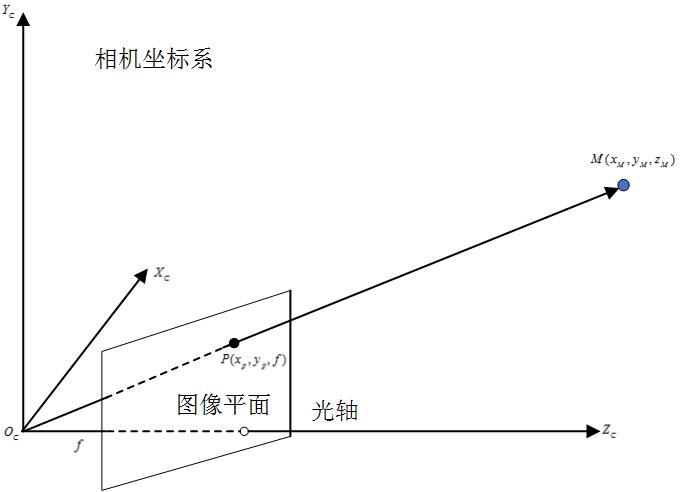 Y_C
相机坐标系
M(x_M, y_M, z_M)
X_C
P(x_p, y_p, f)
图像平面
光轴
O_C
Z_C
f